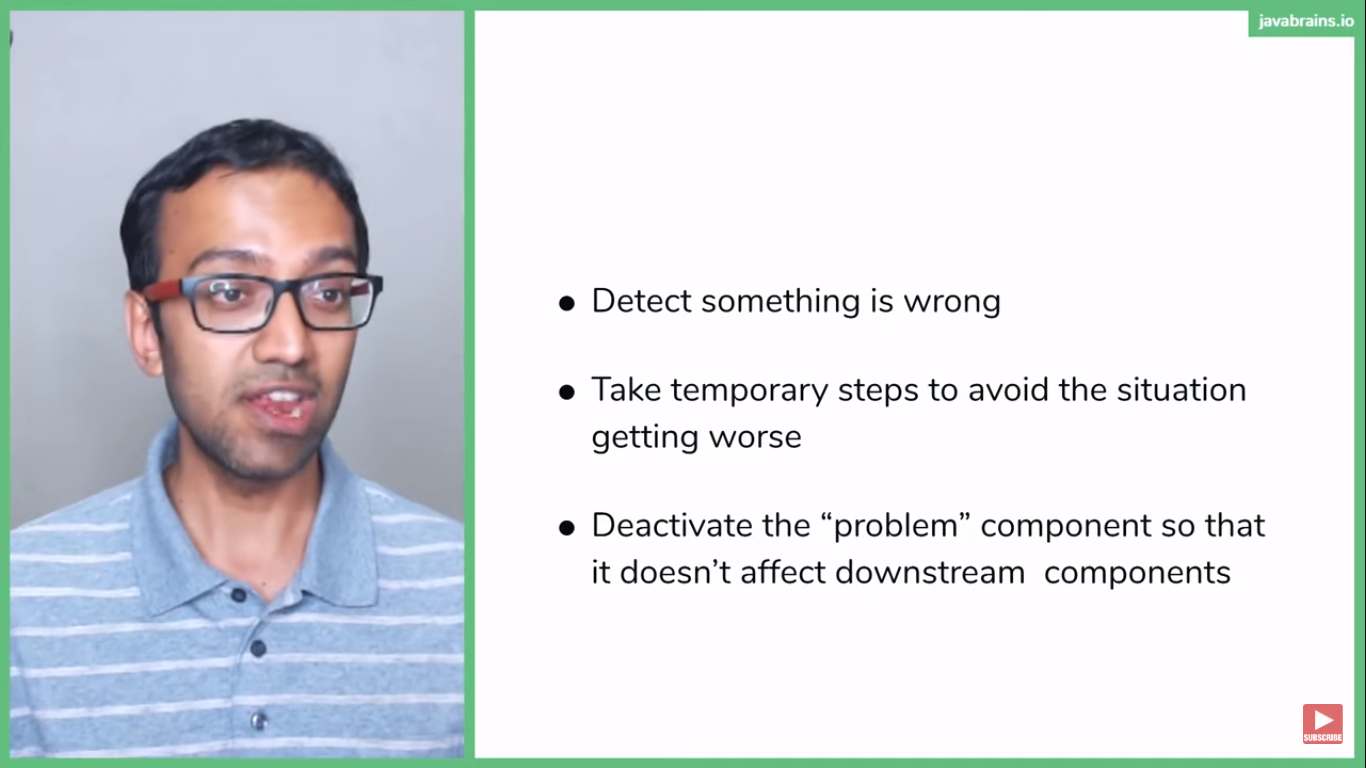 javabrains.io
● Detect something is wrong
● Take temporary steps to avoid the situation
getting worse
● Deactivate the “problem” component so that
it doesn’t affect downstream components
SUBSCRIBE